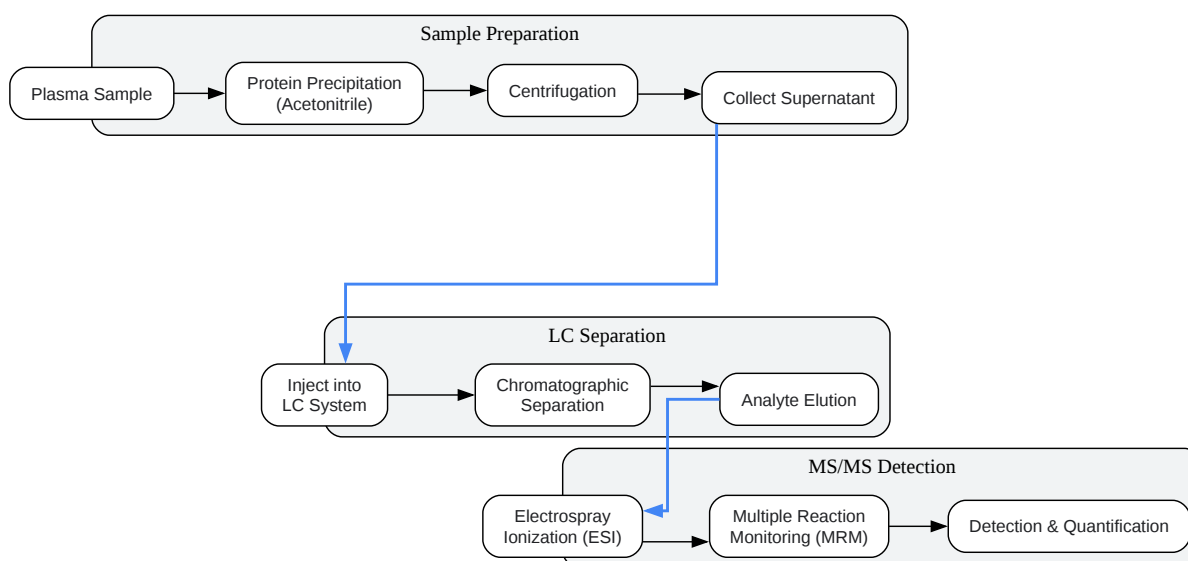 Sample Preparation
Plasma Sample
Protein Precipitation
(Acetonitrile)
Centrifugation
Collect Supernatant
LC Separation
Inject into
LC System
Chromatographic
Separation
Analyte Elution
MS/MS Detection
Electrospray
Ionization (ESI)
Multiple Reaction
Monitoring (MRM)
Detection & Quantification